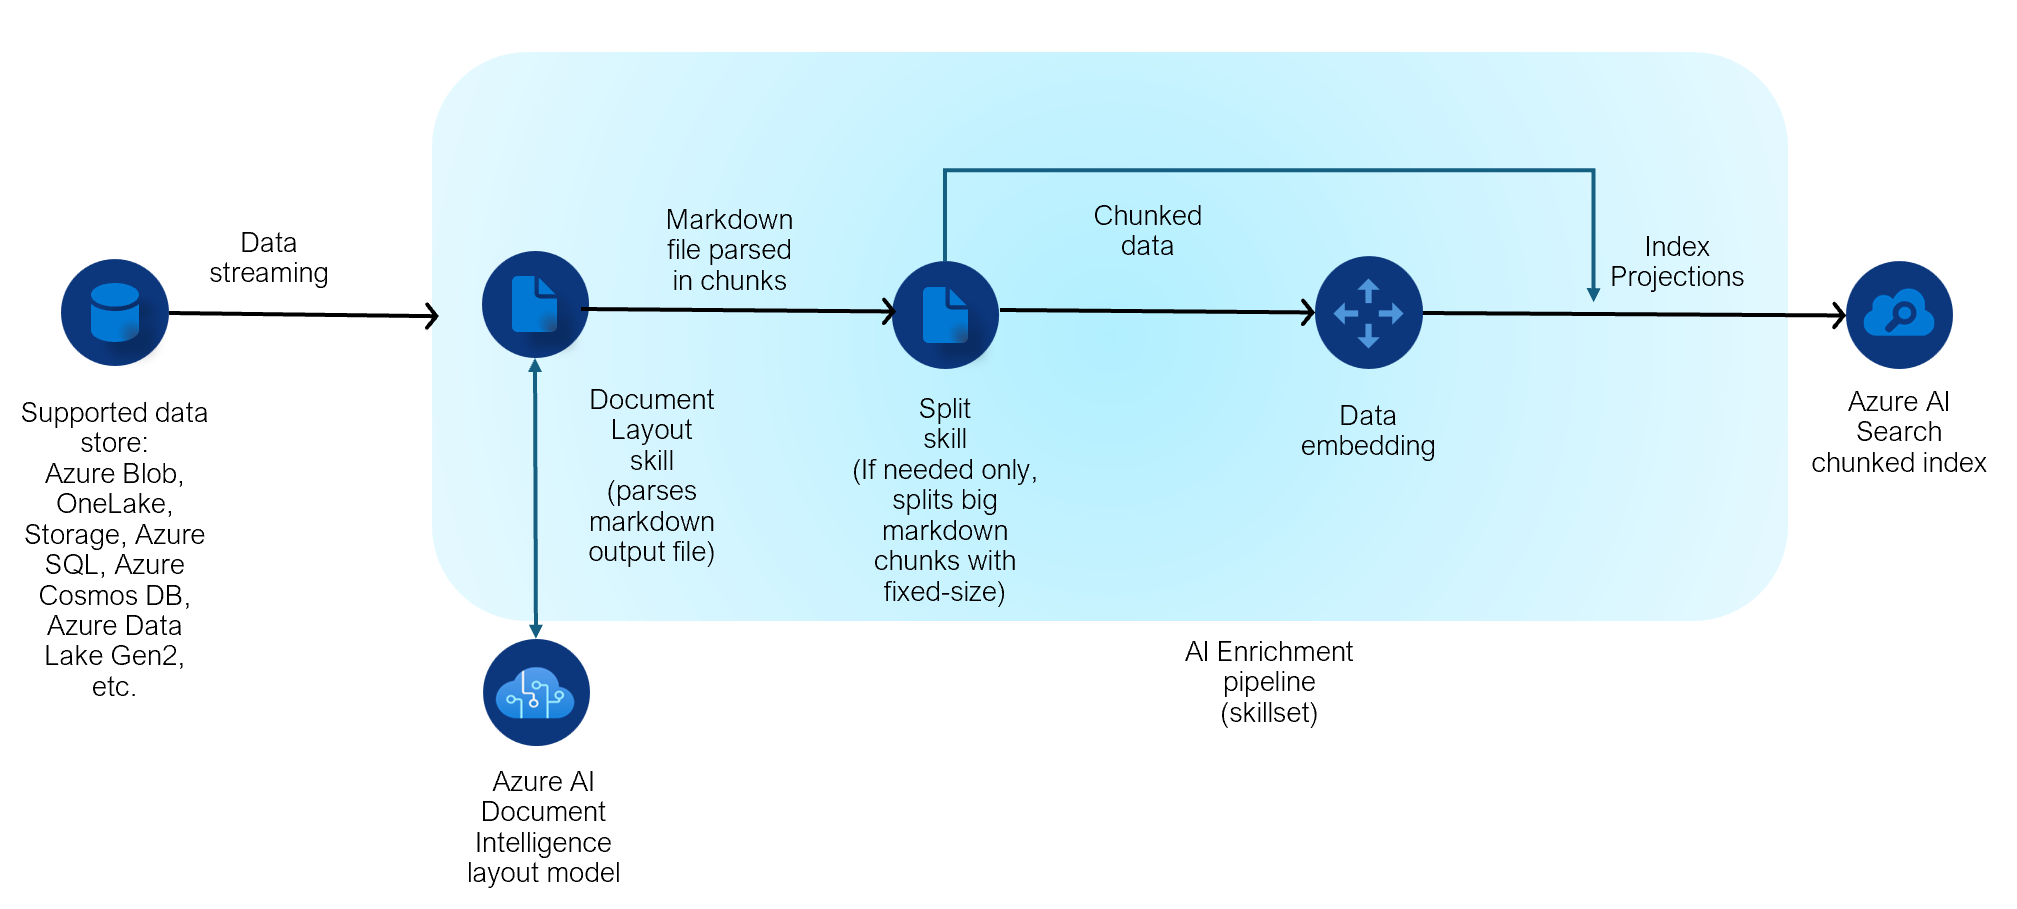 Data
streaming
Supported data
store:
Azure Blob,
OneLake,
Storage, Azure
SQL, Azure
Cosmos DB,
Azure Data
Lake Gen2,
etc.
Markdown
file parsed
in chunks
Document
Layout
skill
(parses
markdown
output file)
Azure AI
Document
Intelligence
layout model
Split
skill
(If needed only,
splits big
markdown
chunks with
fixed-size)
Chunked
data
Data
embedding
Index
Projections
Azure AI
Search
chunked index
AI Enrichment
pipeline
(skillset)